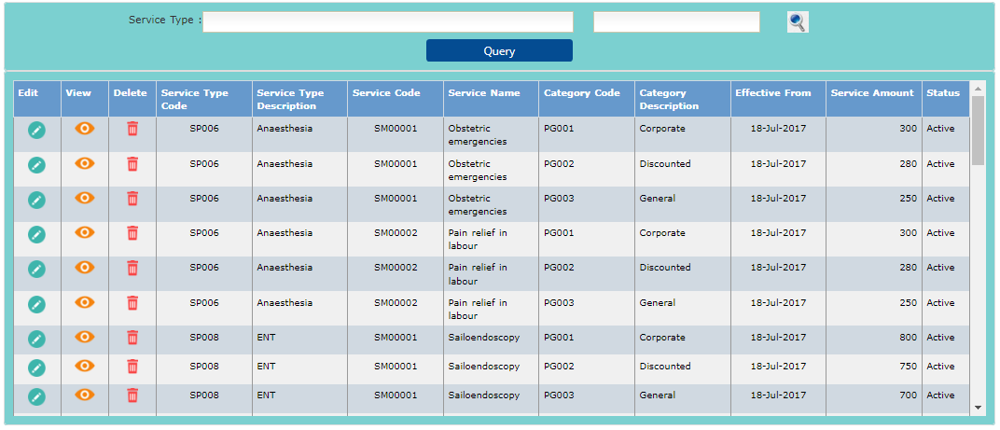 Service Type :
Query
Edit View Delete Service Type Code Service Type Description Service Code Service Name Category Code Category Description Effective From Service Amount Status
SP006 Anaesthesia SM00001 Obstetric emergencies PG001 Corporate 18-Jul-2017 300 Active
SP006 Anaesthesia SM00001 Obstetric emergencies PG002 Discounted 18-Jul-2017 280 Active
SP006 Anaesthesia SM00001 Obstetric emergencies PG003 General 18-Jul-2017 250 Active
SP006 Anaesthesia SM00002 Pain relief in labour PG001 Corporate 18-Jul-2017 300 Active
SP006 Anaesthesia SM00002 Pain relief in labour PG002 Discounted 18-Jul-2017 280 Active
SP006 Anaesthesia SM00002 Pain relief in labour PG003 General 18-Jul-2017 250 Active
SP008 ENT SM00001 Sailoendoscopy PG001 Corporate 18-Jul-2017 800 Active
SP008 ENT SM00001 Sailoendoscopy PG002 Discounted 18-Jul-2017 750 Active
SP008 ENT SM00001 Sailoendoscopy PG003 General 18-Jul-2017 700 Active